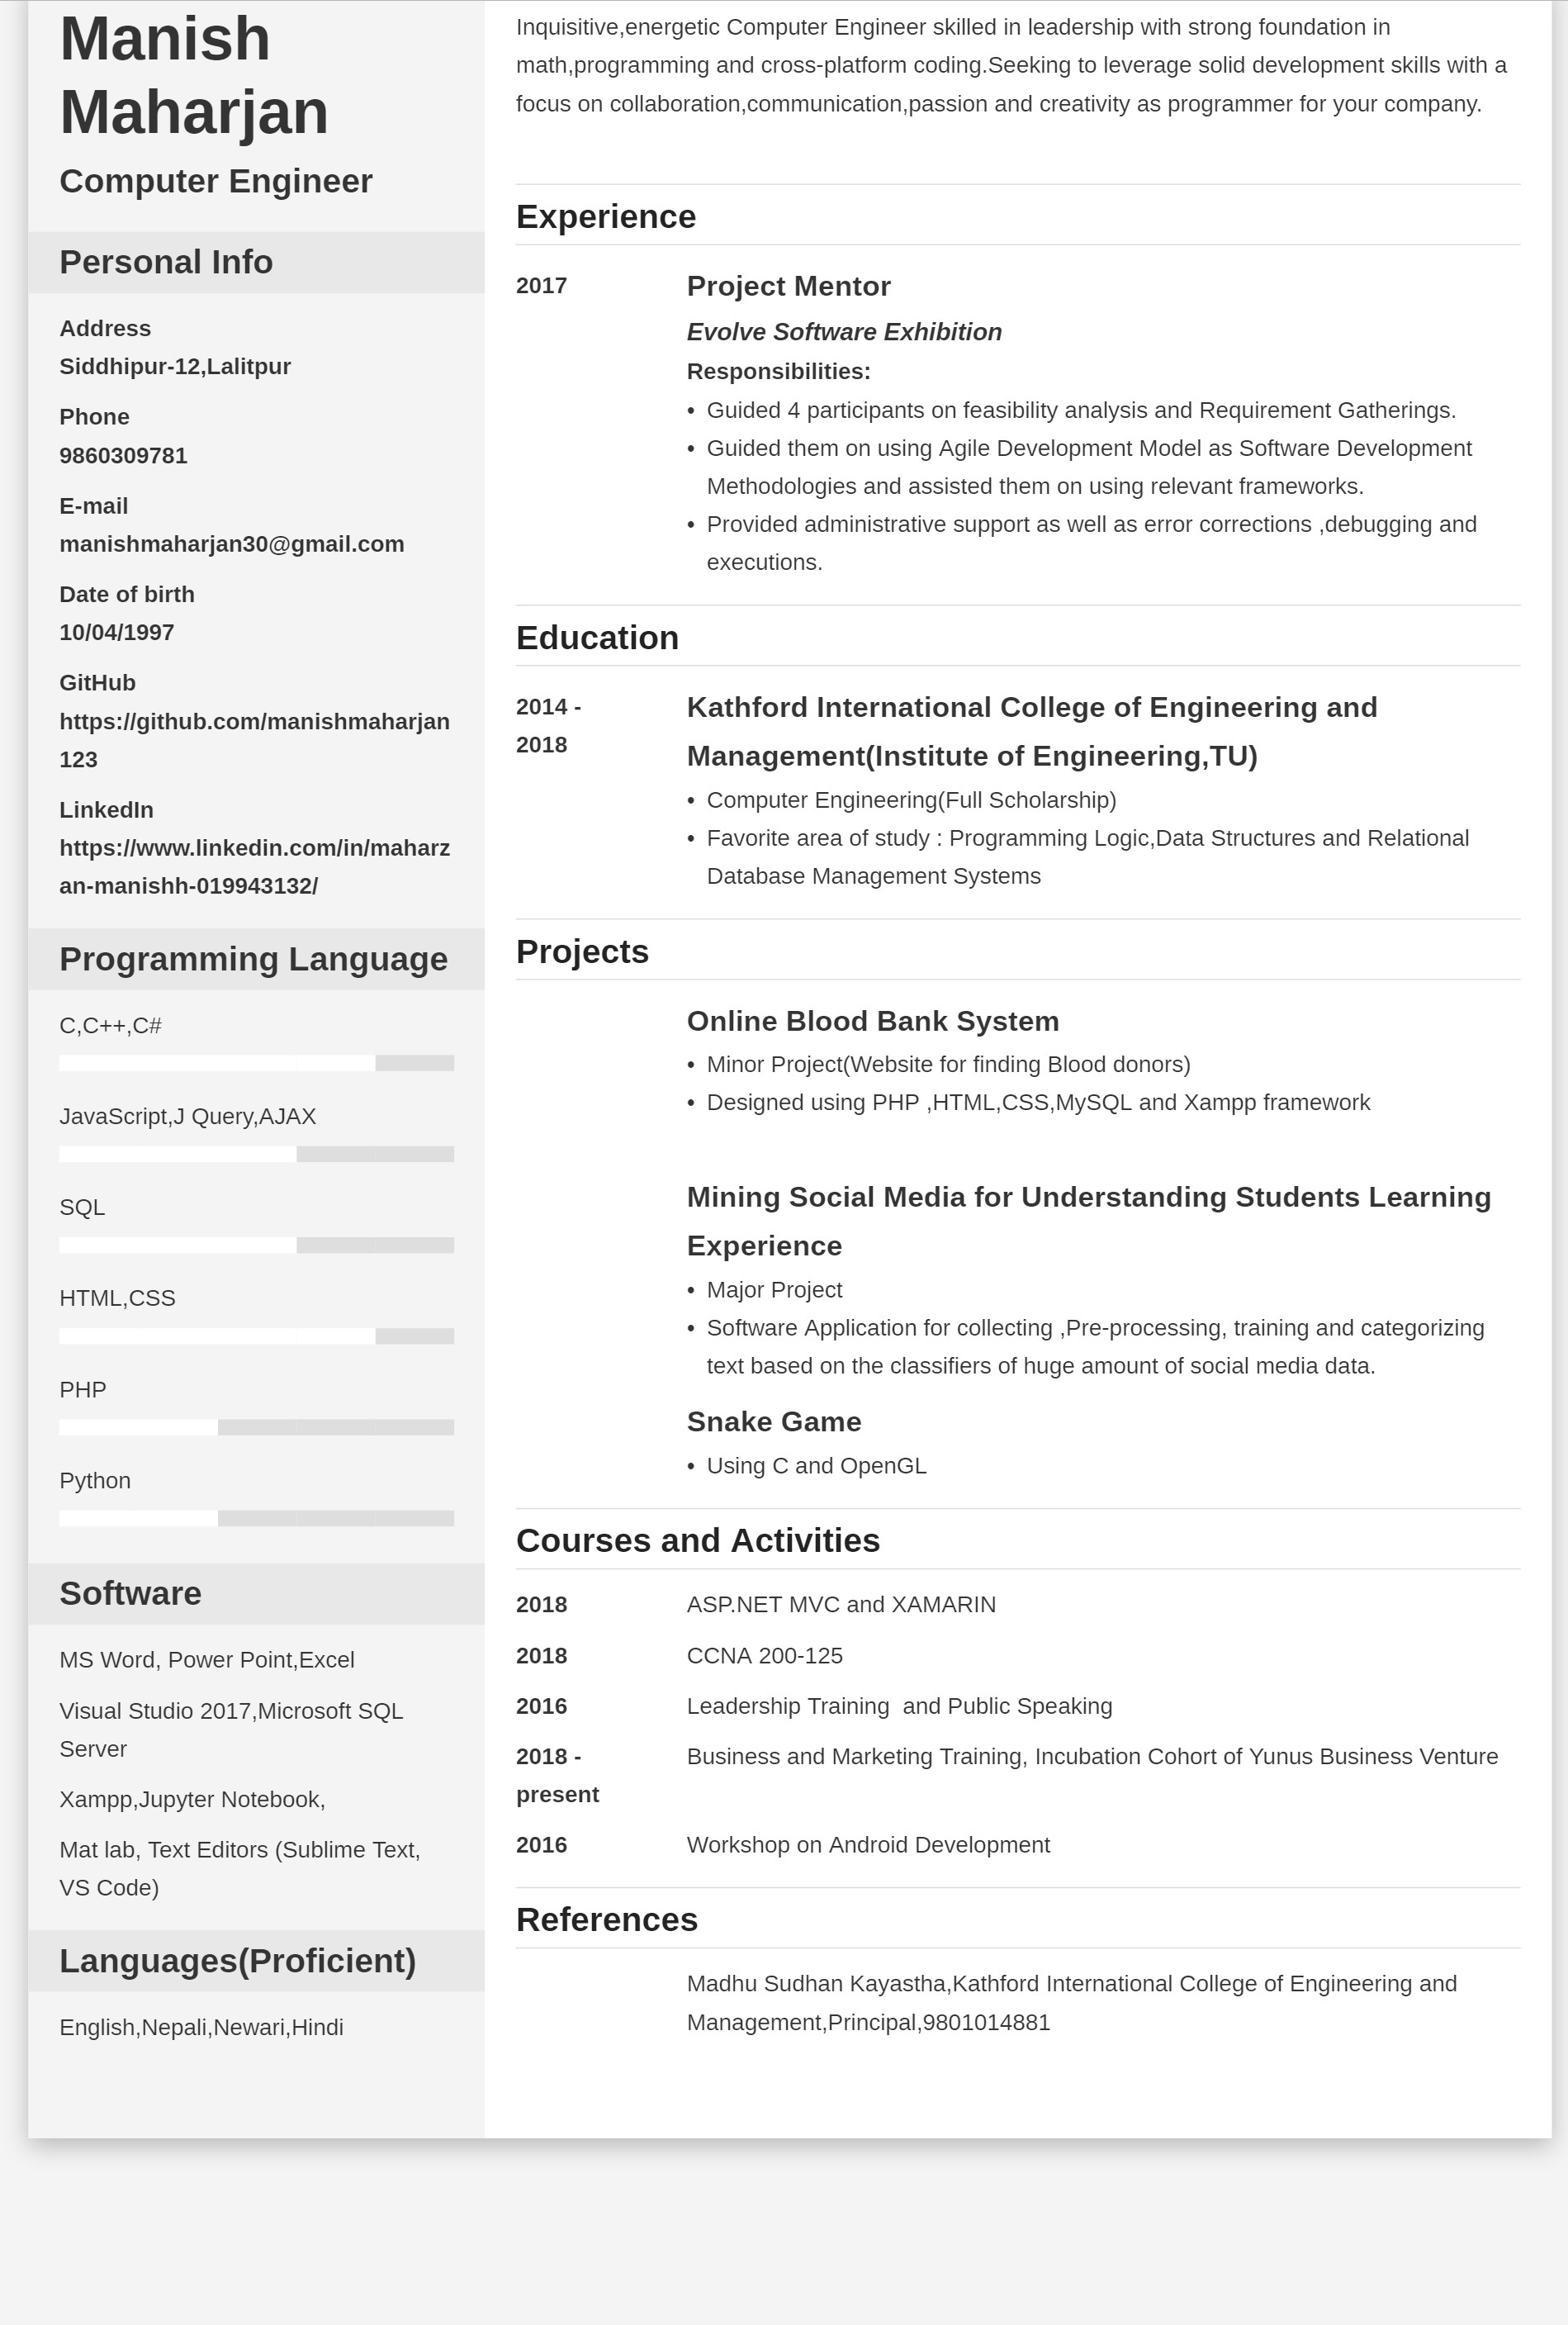 Manish
Maharjan
Computer Engineer
Personal Info
Address
Siddhipur-12,Lalitpur
Phone
9860309781
E-mail
manishmaharjan30@gmail.com
Date of birth
10/04/1997
GitHub
https://github.com/manishmaharjan
123
LinkedIn
https://www.linkedin.com/in/maharz
an-manishh-019943132/
Programming Language
C,C++,C#
JavaScript,J Query,AJAX
SQL
HTML,CSS
PHP
Python
Software
MS Word, Power Point,Excel
Visual Studio 2017,Microsoft SQL
Server
Xampp,Jupyter Notebook,
Mat lab, Text Editors (Sublime Text,
VS Code)
Languages(Proficient)
English,Nepali,Newari,Hindi
Inquisitive,energetic Computer Engineer skilled in leadership with strong foundation in
math,programming and cross-platform coding.Seeking to leverage solid development skills with a
focus on collaboration,communication,passion and creativity as programmer for your company.
Experience
2017 Project Mentor
Evolve Software Exhibition
Responsibilities:
• Guided 4 participants on feasibility analysis and Requirement Gatherings.
• Guided them on using Agile Development Model as Software Development
Methodologies and assisted them on using relevant frameworks.
• Provided administrative support as well as error corrections ,debugging and
executions.
Education
2014 - Kathford International College of Engineering and
2018 Management(Institute of Engineering,TU)
• Computer Engineering(Full Scholarship)
• Favorite area of study : Programming Logic,Data Structures and Relational
Database Management Systems
Projects
Online Blood Bank System
• Minor Project(Website for finding Blood donors)
• Designed using PHP ,HTML,CSS,MySQL and Xampp framework
Mining Social Media for Understanding Students Learning
Experience
• Major Project
• Software Application for collecting ,Pre-processing, training and categorizing
text based on the classifiers of huge amount of social media data.
Snake Game
• Using C and OpenGL
Courses and Activities
2018 ASP.NET MVC and XAMARIN
2018 CCNA 200-125
2016 Leadership Training  and Public Speaking
2018 - Business and Marketing Training, Incubation Cohort of Yunus Business Venture
present
2016 Workshop on Android Development
References
Madhu Sudhan Kayastha,Kathford International College of Engineering and
Management,Principal,9801014881